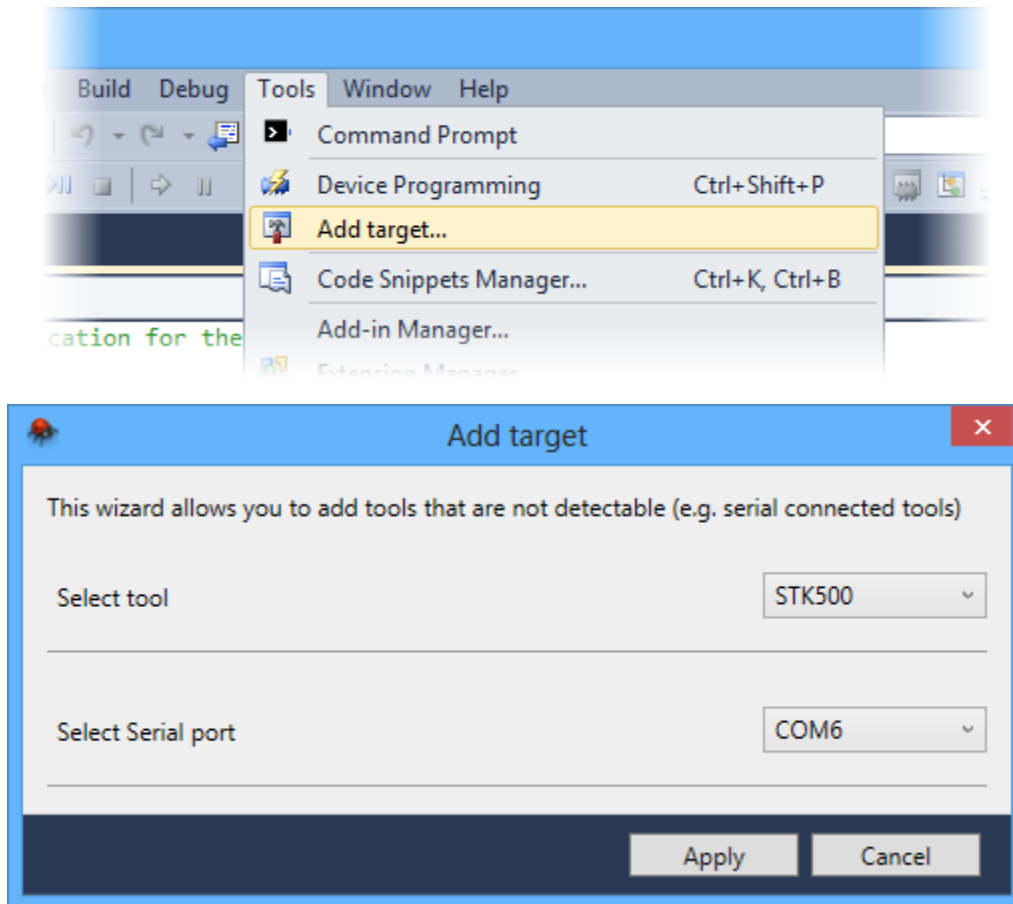 Build Debug Tools Window Help
Command Prompt
Device Programming Ctrl+Shift+P
Add target...
Code Snippets Manager... Ctrl+K, Ctrl+B
cation for the
Add-in Manager...
Extension Manager
Add target
This wizard allows you to add tools that are not detectable (e.g. serial connected tools)
Select tool STK500
Select Serial port COM6
Apply Cancel